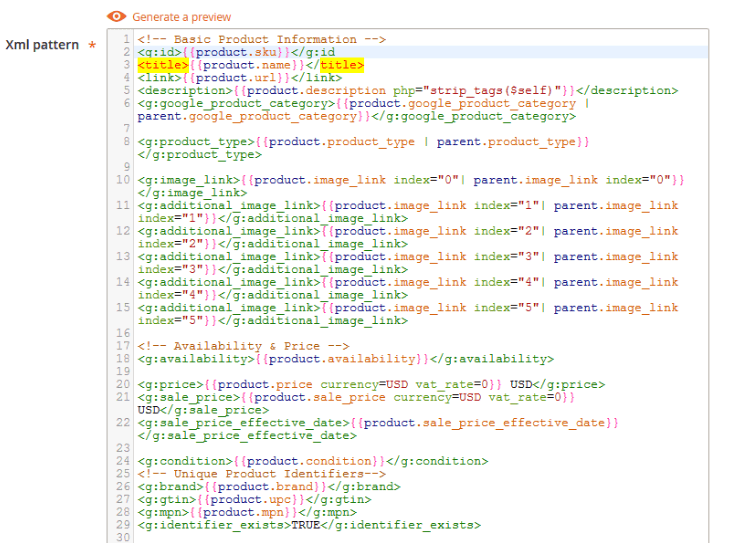 Generate a preview
Xml pattern *
1 <!-- Basic Product Information -->
2 <g:id>{{product.sku}}</g:id
3 <title>{{product.name}}</title>
4 <link>{{product.url}}</link>
5 <description>{{product.description php="strip_tags($self)"}}</description>
6 <g:google_product_category>{{product.google_product_category |
parent.google_product_category}}</g:google_product_category>
7
8 <g:product_type>{{product.product_type | parent.product_type}}
</g:product_type>
9
10 <g:image_link>{{product.image_link index="0"| parent.image_link index="0"}}
</g:image_link>
11 <g:additional_image_link>{{product.image_link index="1"| parent.image_link
index="1"}}</g:additional_image_link>
12 <g:additional_image_link>{{product.image_link index="2"| parent.image_link
index="2"}}</g:additional_image_link>
13 <g:additional_image_link>{{product.image_link index="3"| parent.image_link
index="3"}}</g:additional_image_link>
14 <g:additional_image_link>{{product.image_link index="4"| parent.image_link
index="4"}}</g:additional_image_link>
15 <g:additional_image_link>{{product.image_link index="5"| parent.image_link
index="5"}}</g:additional_image_link>
16
17 <!-- Availability & Price -->
18 <g:availability>{{product.availability}}</g:availability>
19
20 <g:price>{{product.price currency=USD vat_rate=0}} USD</g:price>
21 <g:sale_price>{{product.sale_price currency=USD vat_rate=0}}
USD</g:sale_price>
22 <g:sale_price_effective_date>{{product.sale_price_effective_date}}
</g:sale_price_effective_date>
23
24 <g:condition>{{product.condition}}</g:condition>
25 <!-- Unique Product Identifiers-->
26 <g:brand>{{product.brand}}</g:brand>
27 <g:gtin>{{product.upc}}</g:gtin>
28 <g:mpn>{{product.mpn}}</g:mpn>
29 <g:identifier_exists>TRUE</g:identifier_exists>
30